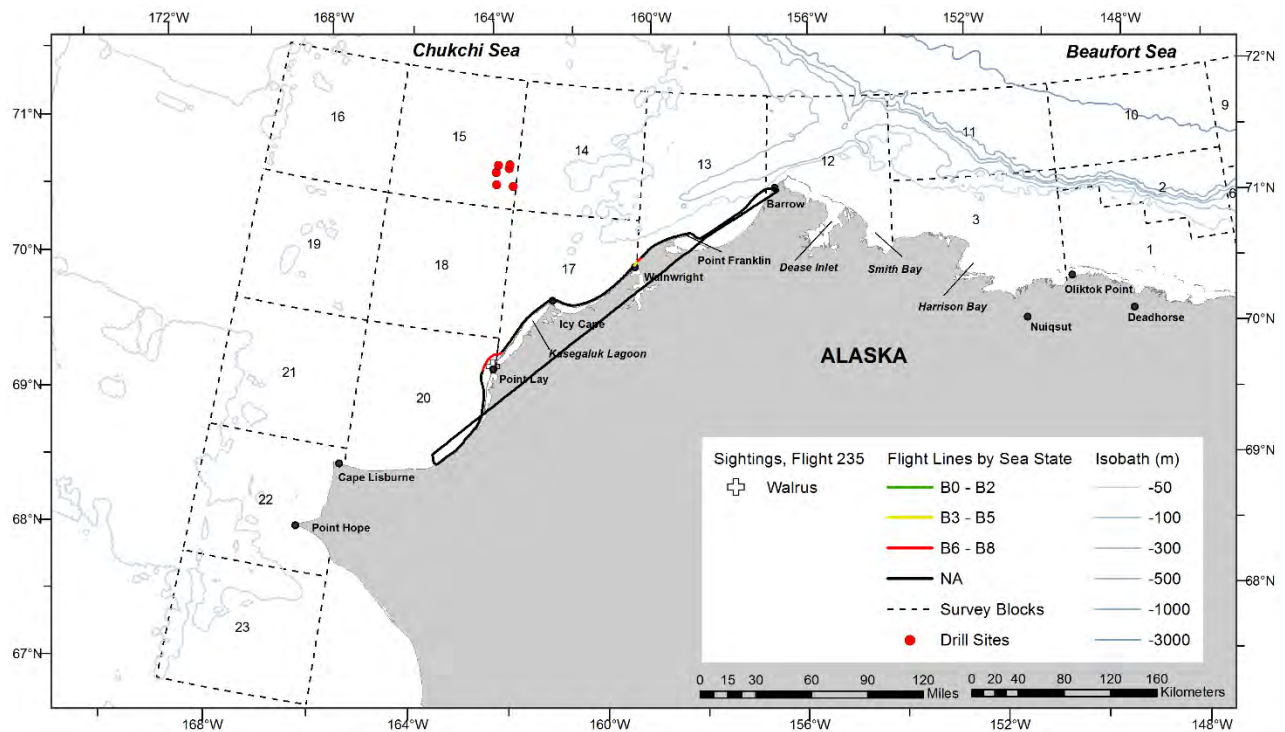 172°W 168°W 164°W 160°W 156°W 152°W 148°W
Chukchi Sea
Beaufort Sea
72°N
71°N
16
15
14
13
12
11
10
9
2
6
3
1
71°N
Barrow
70°N
19
18
17
Wainwright
Point Franklin
Dease Inlet
Smith Bay
Harrison Bay
Oliktok Point
Nuiqsut
Deadhorse
70°N
Icy Cape
Kasegaluk Lagoon
ALASKA
69°N
21
20
Point Lay
69°N
Cape Lisburne
22
Point Hope
68°N
68°N
23
67°N
Sightings, Flight 235
Walrus
Flight Lines by Sea State
B0 - B2
B3 - B5
B6 - B8
NA
Survey Blocks
Drill Sites
Isobath (m)
-50
-100
-300
-500
-1000
-3000
0 15 30 60 90 120
Miles
0 20 40 80 120 160
Kilometers
168°W 164°W 160°W 156°W 152°W 148°W